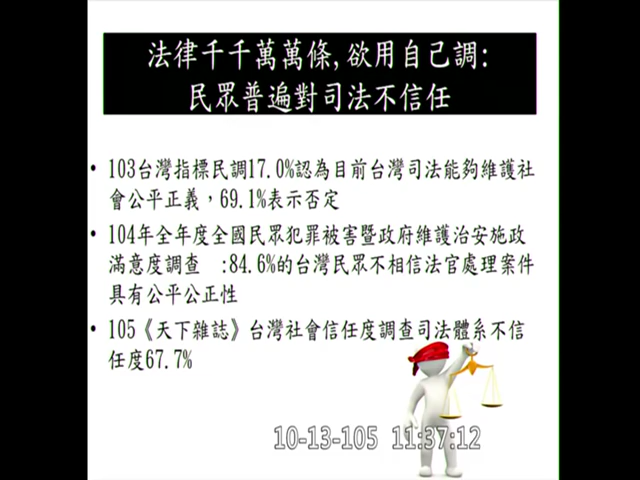 法律千千萬萬條,欲用自己調:
民眾普遍對司法不信任
• 103台灣指標民調17.0%認為目前台灣司法能夠維護社
會公平正義，69.1%表示否定
• 104年全年度全國民眾犯罪被害暨政府維護治安施政
滿意度調查 :84.6%的台灣民眾不相信法官處理案件
具有公平公正性
• 105《天下雜誌》台灣社會信任度調查司法體系不信
任度67.7%
10-13-105 11:37:12